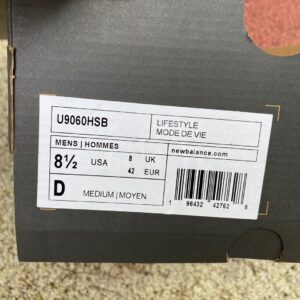 U9060HSB
LIFESTYLE
MODE DE VIE
MENS | HOMMES
newbalance.com
8½ USA 8 UK
42 EUR
D MEDIUM | MOYEN
1 96432 42762 8